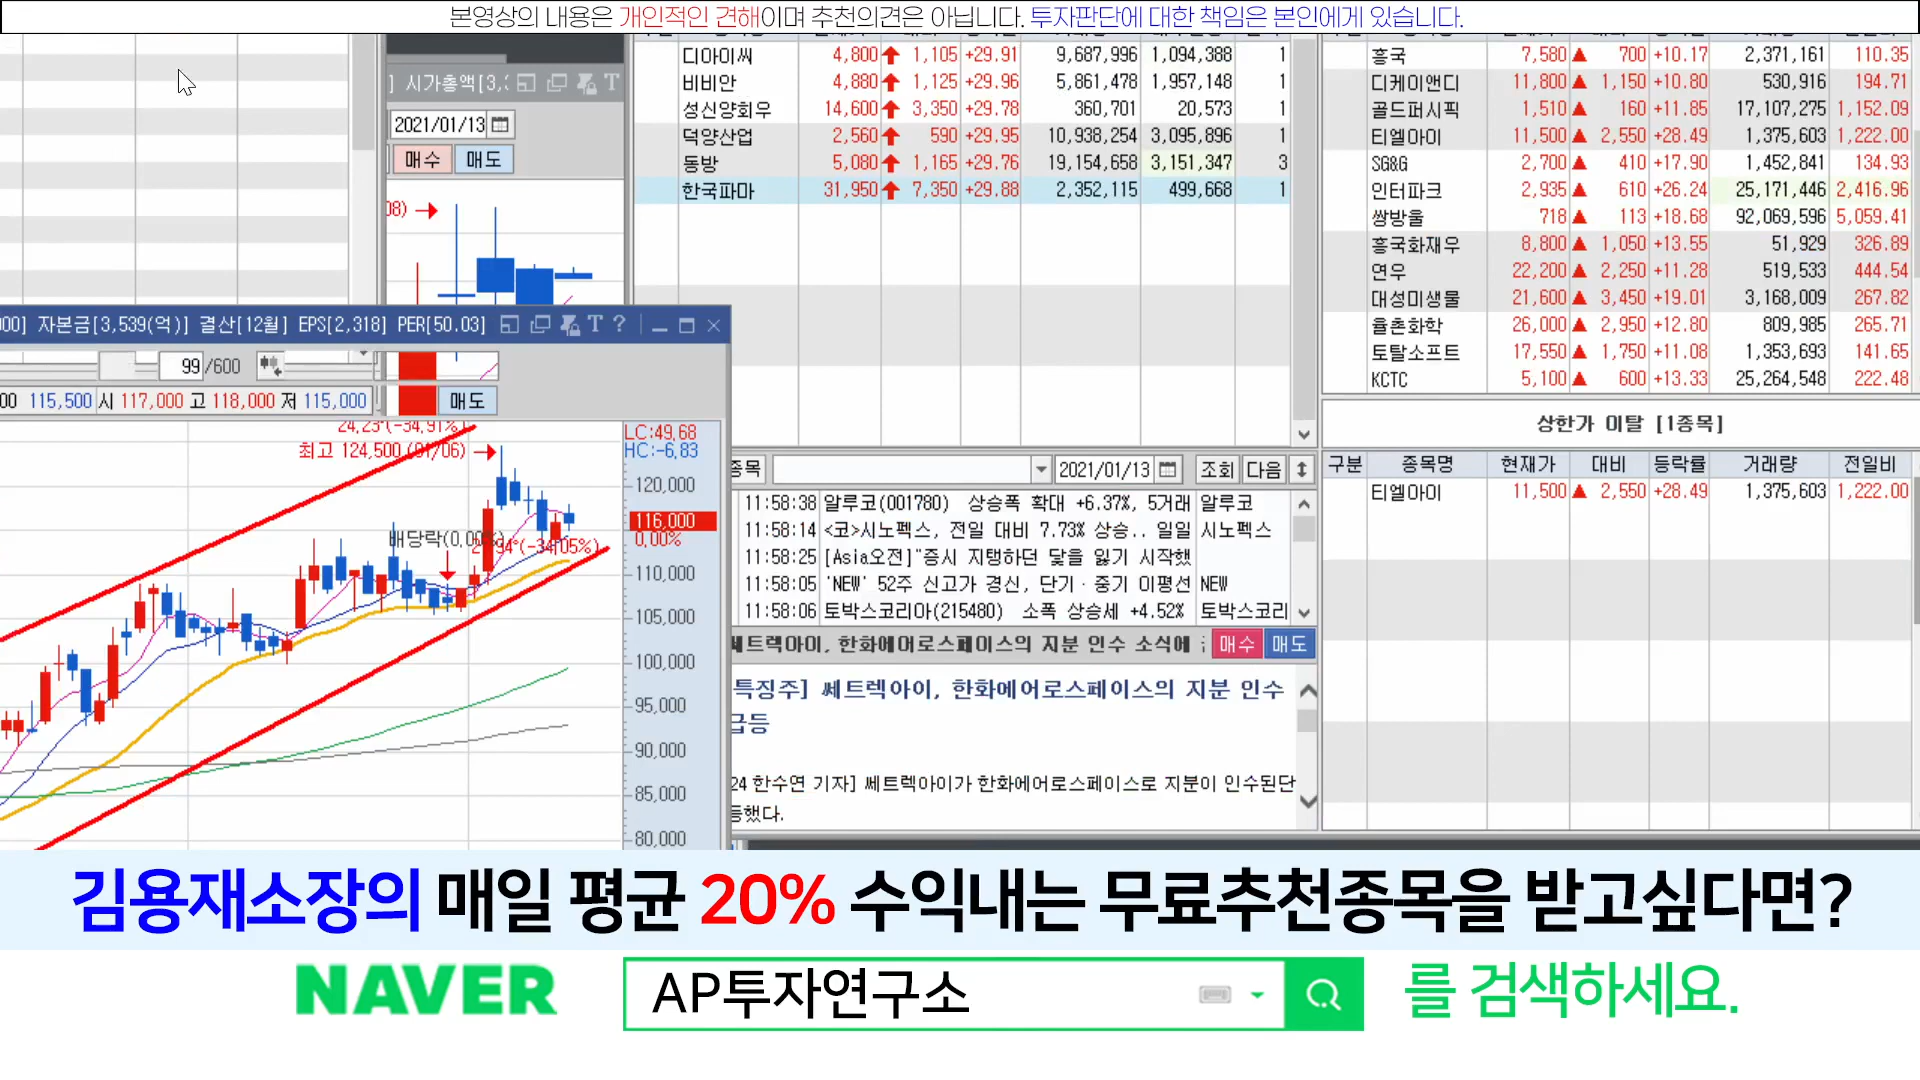 본영상의 내용은 개인적인 견해이며 추천의견은 아닙니다. 투자판단에 대한 책임은 본인에게 있습니다.
디아이씨 4,800 1,105 +29.91 9,687,996 1,094,388 1
비비안 4,880 1,125 +29.96 5,861,478 1,957,148 1
성신양회우 14,600 3,350 +29.78 360,701 20,573 1
덕양산업 2,560 590 +29.95 10,938,254 3,095,896 1
동방 5,080 1,165 +29.76 19,154,658 3,151,347 3
한국파마 31,950 7,350 +29.88 2,352,115 499,668 1
흥국 7,580 ▲ 700 +10.17 2,371,161 110.35
디케이앤디 11,800 ▲ 1,150 +10.80 530,916 194.71
골드퍼시픽 1,510 ▲ 160 +11.85 17,107,275 1,152.09
티엘아이 11,500 ▲ 2,550 +28.49 1,375,603 1,222.00
SG&G 2,700 ▲ 410 +17.90 1,452,841 134.93
인터파크 2,935 ▲ 610 +26.24 25,171,446 2,416.96
쌍방울 718 ▲ 113 +18.68 92,069,596 5,059.41
흥국화재우 8,800 ▲ 1,050 +13.55 51,929 326.89
연우 22,200 ▲ 2,250 +11.28 519,533 444.54
대성미생물 21,600 ▲ 3,450 +19.01 3,168,009 267.82
율촌화학 26,000 ▲ 2,950 +12.80 809,985 265.71
토탈소프트 17,550 ▲ 1,750 +11.08 1,353,693 141.65
KCTC 5,100 ▲ 600 +13.33 25,264,548 222.48
] 시가총액[3,
2021/01/13
매수 매도
08)
00] 자본금[3,539(억)] 결산[12월] EPS[2,318] PER[50.03]
99 /600
00 115,500 시 117,000 고 118,000 저 115,000
매도
최고 124,500 (01/06)
배당락(0,00%)
LC:49,68
HC:-6,83
120,000
116,000
0,00%
110,000
105,000
100,000
95,000
90,000
85,000
80,000
종목 2021/01/13 조회 다음
11:58:38 알루코(001780) 상승폭 확대 +6.37%, 5거래 알루코
11:58:14 <코>시노펙스, 전일 대비 7.73% 상승.. 일일 시노펙스
11:58:25 [Asia오전]"증시 지탱하던 닻을 잃기 시작했
11:58:05 'NEW' 52주 신고가 경신, 단기·중기 이평선 NEW
11:58:06 토박스코리아(215480) 소폭 상승세 +4.52% 토박스코리
쎄트렉아이, 한화에어로스페이스의 지분 인수 소식에 매수 매도
특징주] 쎄트렉아이, 한화에어로스페이스의 지분 인수
급등
24 한수연 기자] 쎄트렉아이가 한화에어로스페이스로 지분이 인수된단
등했다.
상한가 이탈 [1종목]
구분 종목명 현재가 대비 등락률 거래량 전일비
티엘아이 11,500 ▲ 2,550 +28.49 1,375,603 1,222.00
김용재소장의 매일 평균 20% 수익내는 무료추천종목을 받고싶다면?
NAVER AP투자연구소 를 검색하세요.